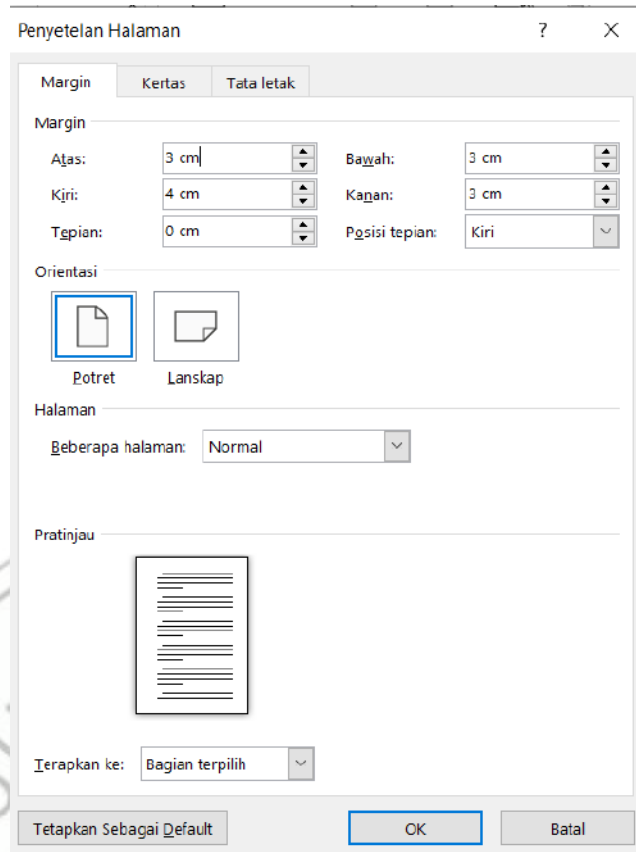 Penyetelan Halaman ? X
Margin Kertas Tata letak
Margin
Atas: 3 cm Bawah: 3 cm
Kiri: 4 cm Kanan: 3 cm
Tepian: 0 cm Posisi tepian: Kiri
Orientasi
Potret Lanskap
Halaman
Beberapa halaman: Normal
Pratinjau
Terapkan ke: Bagian terpilih
Tetapkan Sebagai Default OK Batal